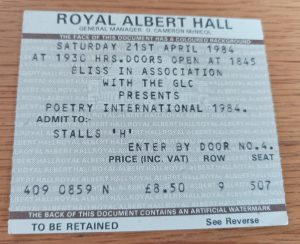 ROYAL ALBERT HALL
GENERAL MANAGER D. CAMERON McNICOL
THE FACE OF THIS DOCUMENT HAS A COLOURED BACKGROUND
SATURDAY 21ST APRIL 1984
AT 1930 HRS.DOORS OPEN AT 1845
BLISS IN ASSOCIATION
WITH THE GLC
PRESENTS
POETRY INTERNATIONAL 1984.
ADMIT TO:
STALLS 'H'
ENTER BY DOOR NO.4.
PRICE (INC. VAT) ROW SEAT
409 0859 N £8.50 9 507
THE BACK OF THIS DOCUMENT CONTAINS AN ARTIFICIAL WATERMARK
TO BE RETAINED See Reverse